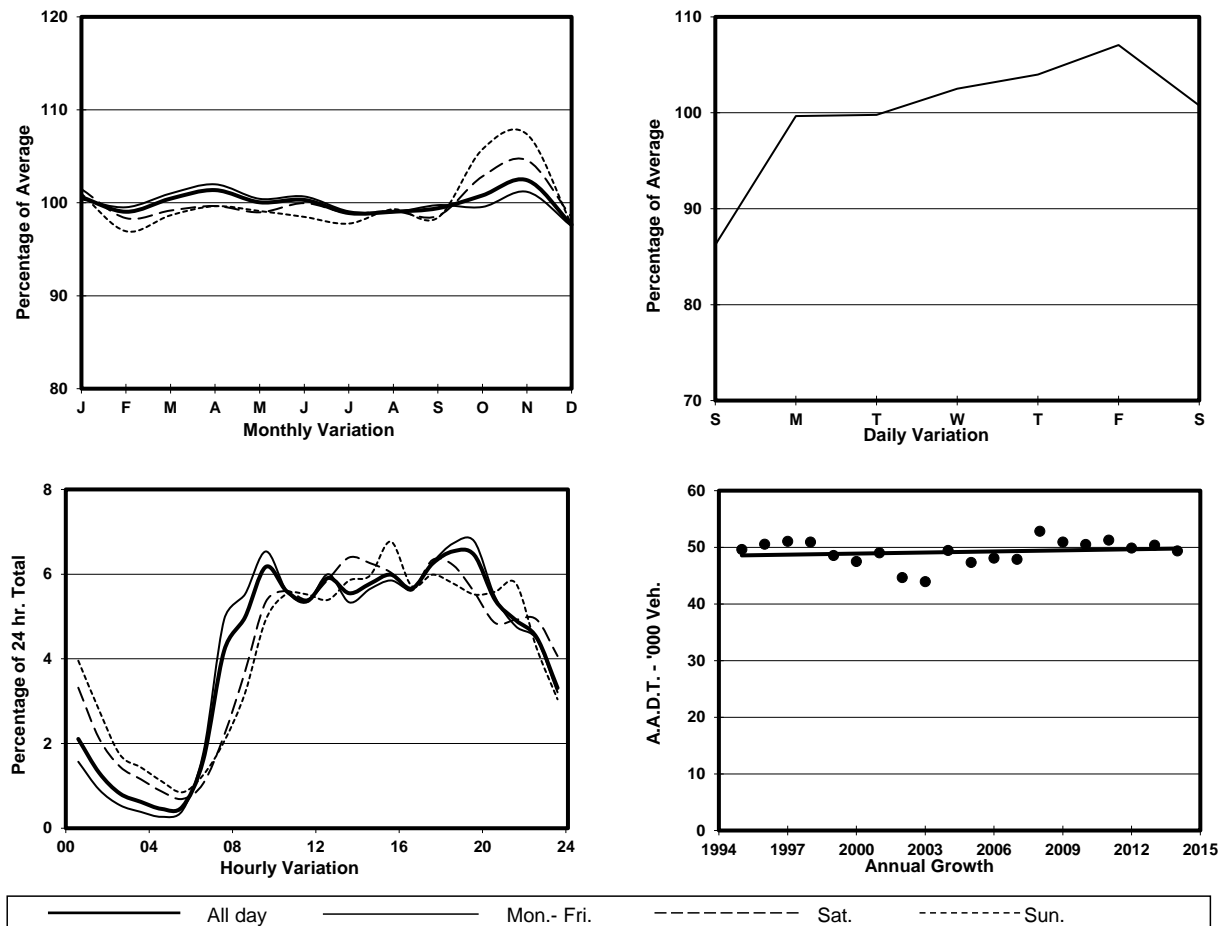 120
110
100
90
80
Percentage of Average
J F M A M J J A S O N D
Monthly Variation
110
100
90
80
70
Percentage of Average
S M T W T F S
Daily Variation
8
6
4
2
0
Percentage of 24 hr. Total
00 04 08 12 16 20 24
Hourly Variation
60
50
40
30
20
10
0
A.A.D.T. - '000 Veh.
1994 1997 2000 2003 2006 2009 2012 2015
Annual Growth
All day Mon.- Fri. Sat. Sun.